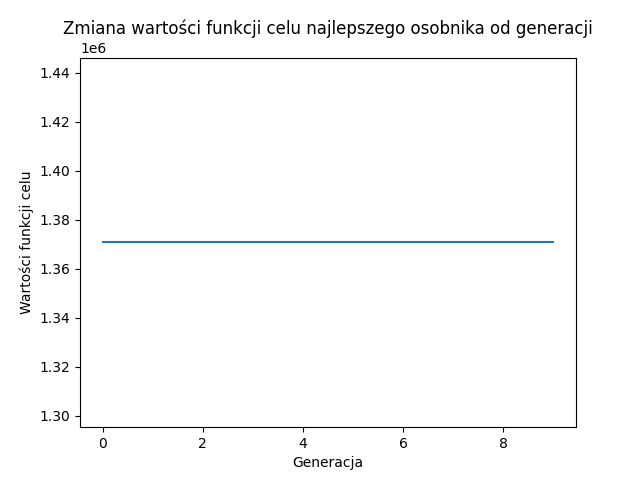 Zmiana wartości funkcji celu najlepszego osobnika od generacji
1e6
1.44
1.42
1.40
1.38
1.36
1.34
1.32
1.30
Wartości funkcji celu
0 2 4 6 8
Generacja